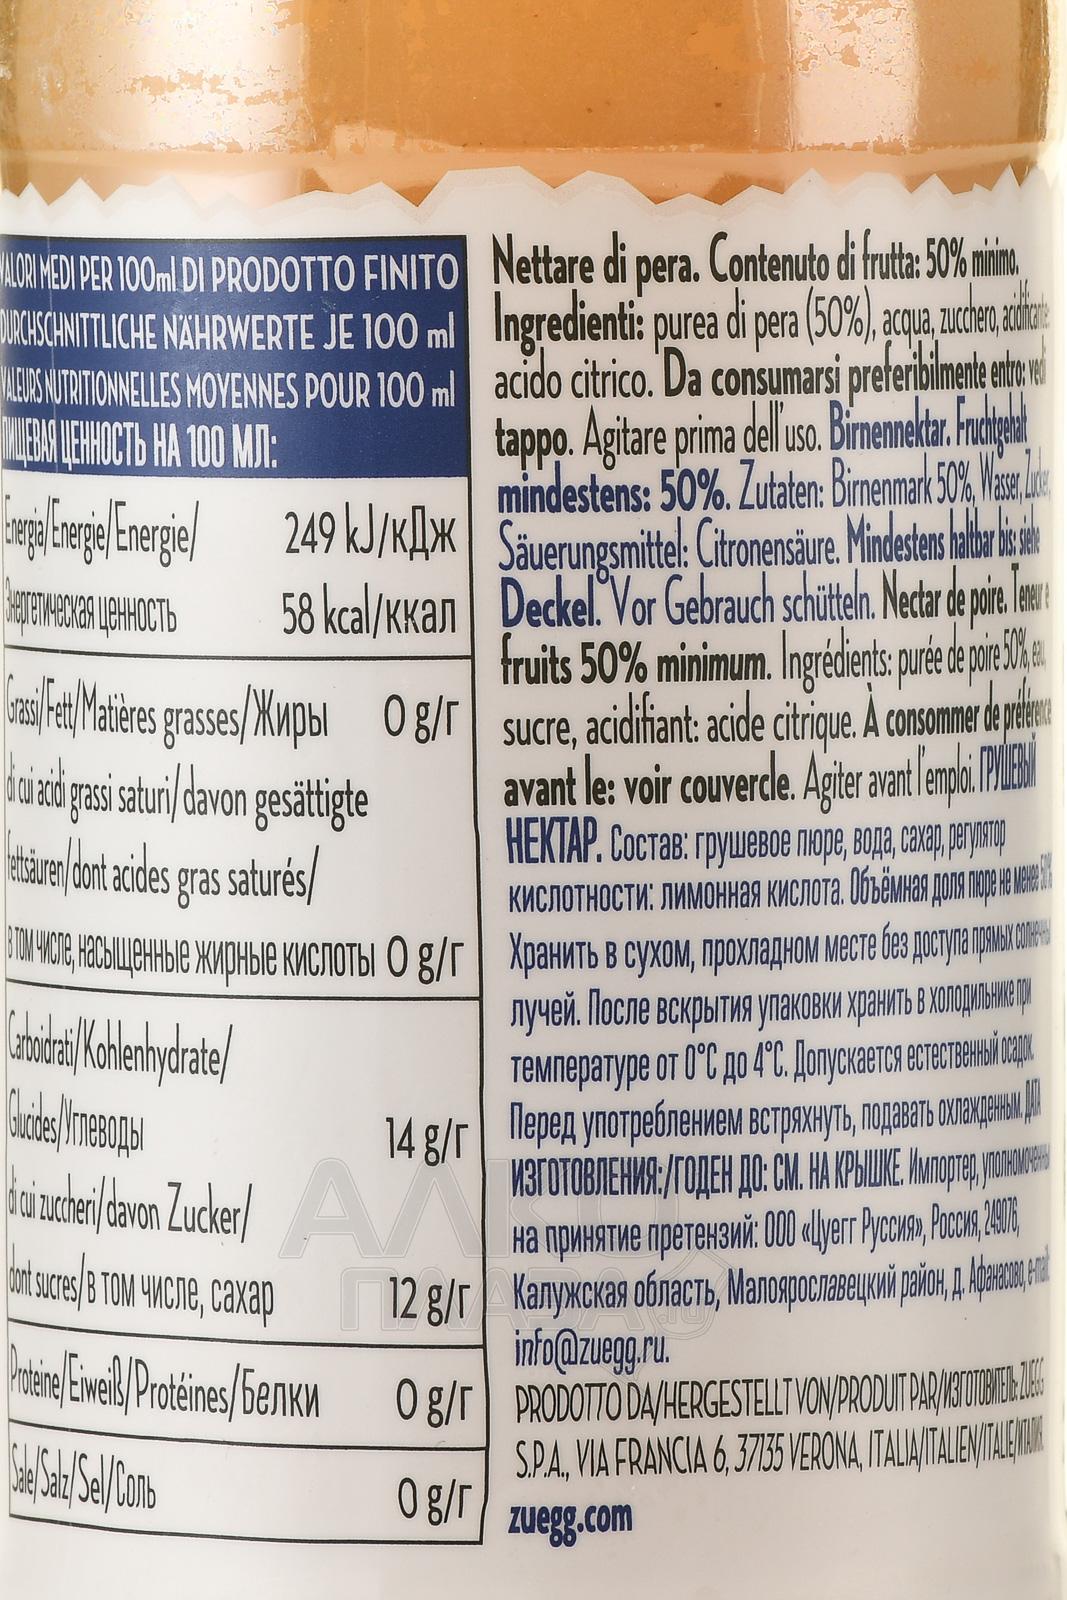 VALORI MEDI PER 100ml DI PRODOTTO FINITO
DURCHSCHNITTLICHE NÄHRWERTE JE 100 ml
VALEURS NUTRITIONNELLES MOYENNES POUR 100 ml
ПИЩЕВАЯ ЦЕННОСТЬ НА 100 МЛ:
Energia/Energie/Energie/ 249 kJ/кДж
Энергетическая ценность 58 kcal/ккал
Grassi/Fett/Matières grasses/Жиры 0 g/г
di cui acidi grassi saturi/davon gesättigte
Fettsäuren/dont acides gras saturés/
в том числе, насыщенные жирные кислоты 0 g/г
Carboidrati/Kohlenhydrate/
Glucides/Углеводы 14 g/г
di cui zuccheri/davon Zucker/
dont sucres/в том числе, сахар 12 g/г
Proteine/Eiweiß/Protéines/Белки 0 g/г
Sale/Salz/Sel/Соль 0 g/г
Nettare di pera. Contenuto di frutta: 50% minimo.
Ingredienti: purea di pera (50%), acqua, zucchero, acidificante:
acido citrico. Da consumarsi preferibilmente entro: vedi
tappo. Agitare prima dell'uso. Birnennektar. Fruchtgehalt
mindestens: 50%. Zutaten: Birnenmark 50%, Wasser, Zucker,
Säuerungsmittel: Citronensäure. Mindestens haltbar bis: siehe
Deckel. Vor Gebrauch schütteln. Nectar de poire. Teneur e
fruits 50% minimum. Ingrédients: purée de poire 50%, eau,
sucre, acidifiant: acide citrique. À consommer de préférence
avant le: voir couvercle. Agiter avant l'emploi. ГРУШЕВЫЙ
НЕКТАР. Состав: грушевое пюре, вода, сахар, регулятор
кислотности: лимонная кислота. Объёмная доля пюре не менее 50%
Хранить в сухом, прохладном месте без доступа прямых солнечных
лучей. После вскрытия упаковки хранить в холодильнике при
температуре от 0°C до 4°C. Допускается естественный осадок.
Перед употреблением встряхнуть, подавать охлажденным. ДАТА
ИЗГОТОВЛЕНИЯ:/ГОДЕН ДО: СМ. НА КРЫШКЕ. Импортер, уполномоченный
на принятие претензий: ООО «Цуегг Руссия», Россия, 249076,
Калужская область, Малоярославецкий район, д. Афанасово, e-mail:
info@zuegg.ru.
PRODOTTO DA/HERGESTELLT VON/PRODUIT PAR/ИЗГОТОВИТЕЛЬ: ZUEGG
S.P.A., VIA FRANCIA 6, 37135 VERONA, ITALIA/ITALIEN/ITALIE/ИТАЛИЯ.
zuegg.com
АЛКО
ПЛАЗА.ru